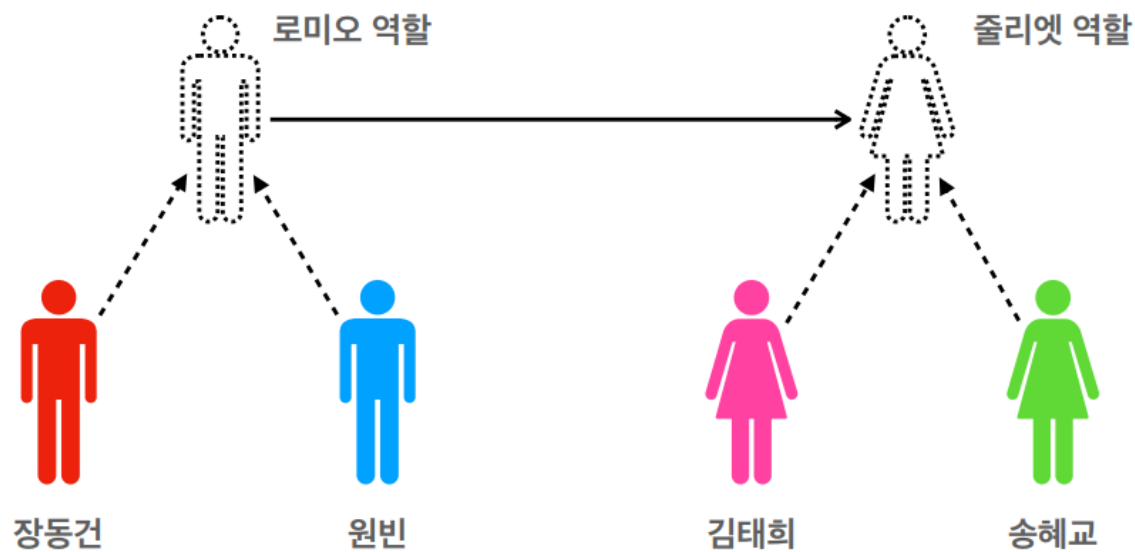 로미오 역할
줄리엣 역할
장동건
원빈
김태희
송혜교